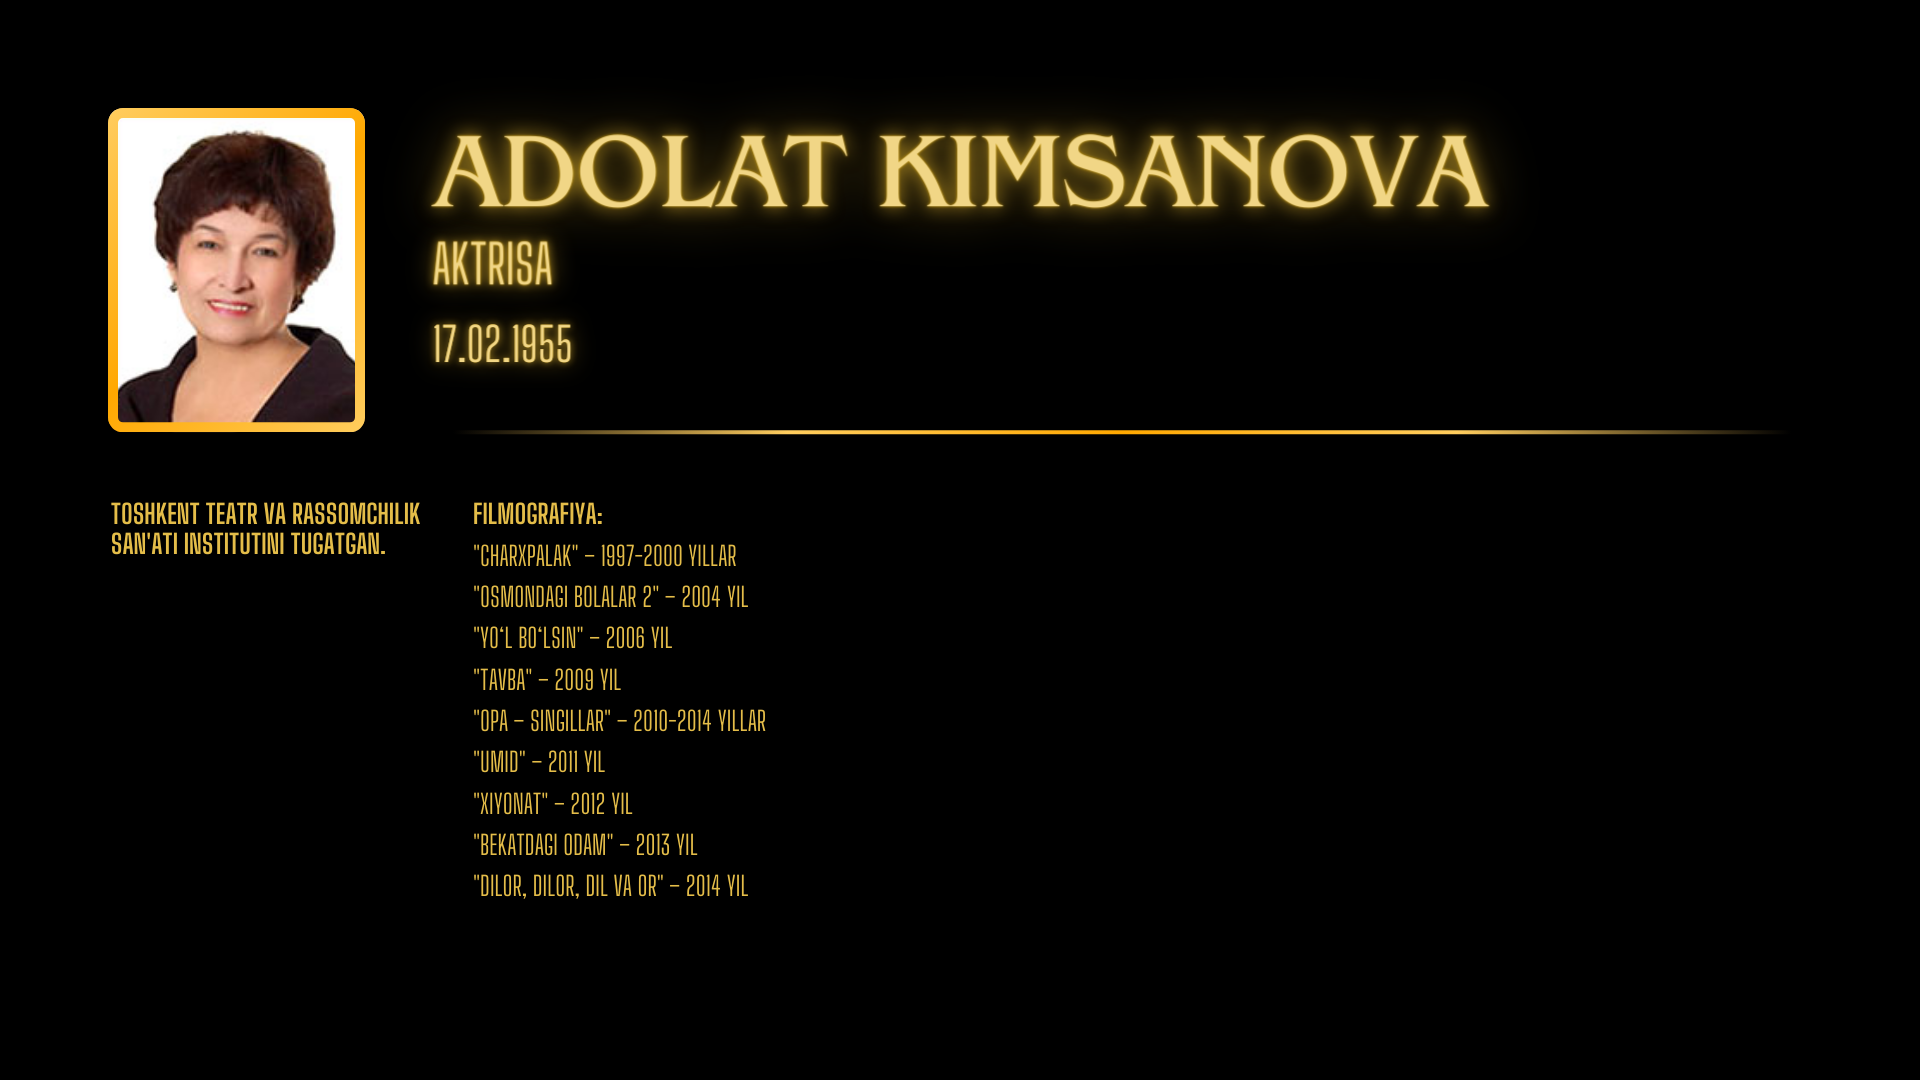 ADOLAT KIMSANOVA
AKTRISA
17.02.1955
TOSHKENT TEATR VA RASSOMCHILIK
SAN'ATI INSTITUTINI TUGATGAN.
FILMOGRAFIYA:
"CHARXPALAK" – 1997-2000 YILLAR
"OSMONDAGI BOLALAR 2" – 2004 YIL
"YO‘L BO‘LSIN" – 2006 YIL
"TAVBA" – 2009 YIL
"OPA – SINGILLAR" – 2010-2014 YILLAR
"UMID" – 2011 YIL
"XIYONAT" – 2012 YIL
"BEKATDAGI ODAM" – 2013 YIL
"DILOR, DILOR, DIL VA OR" – 2014 YIL